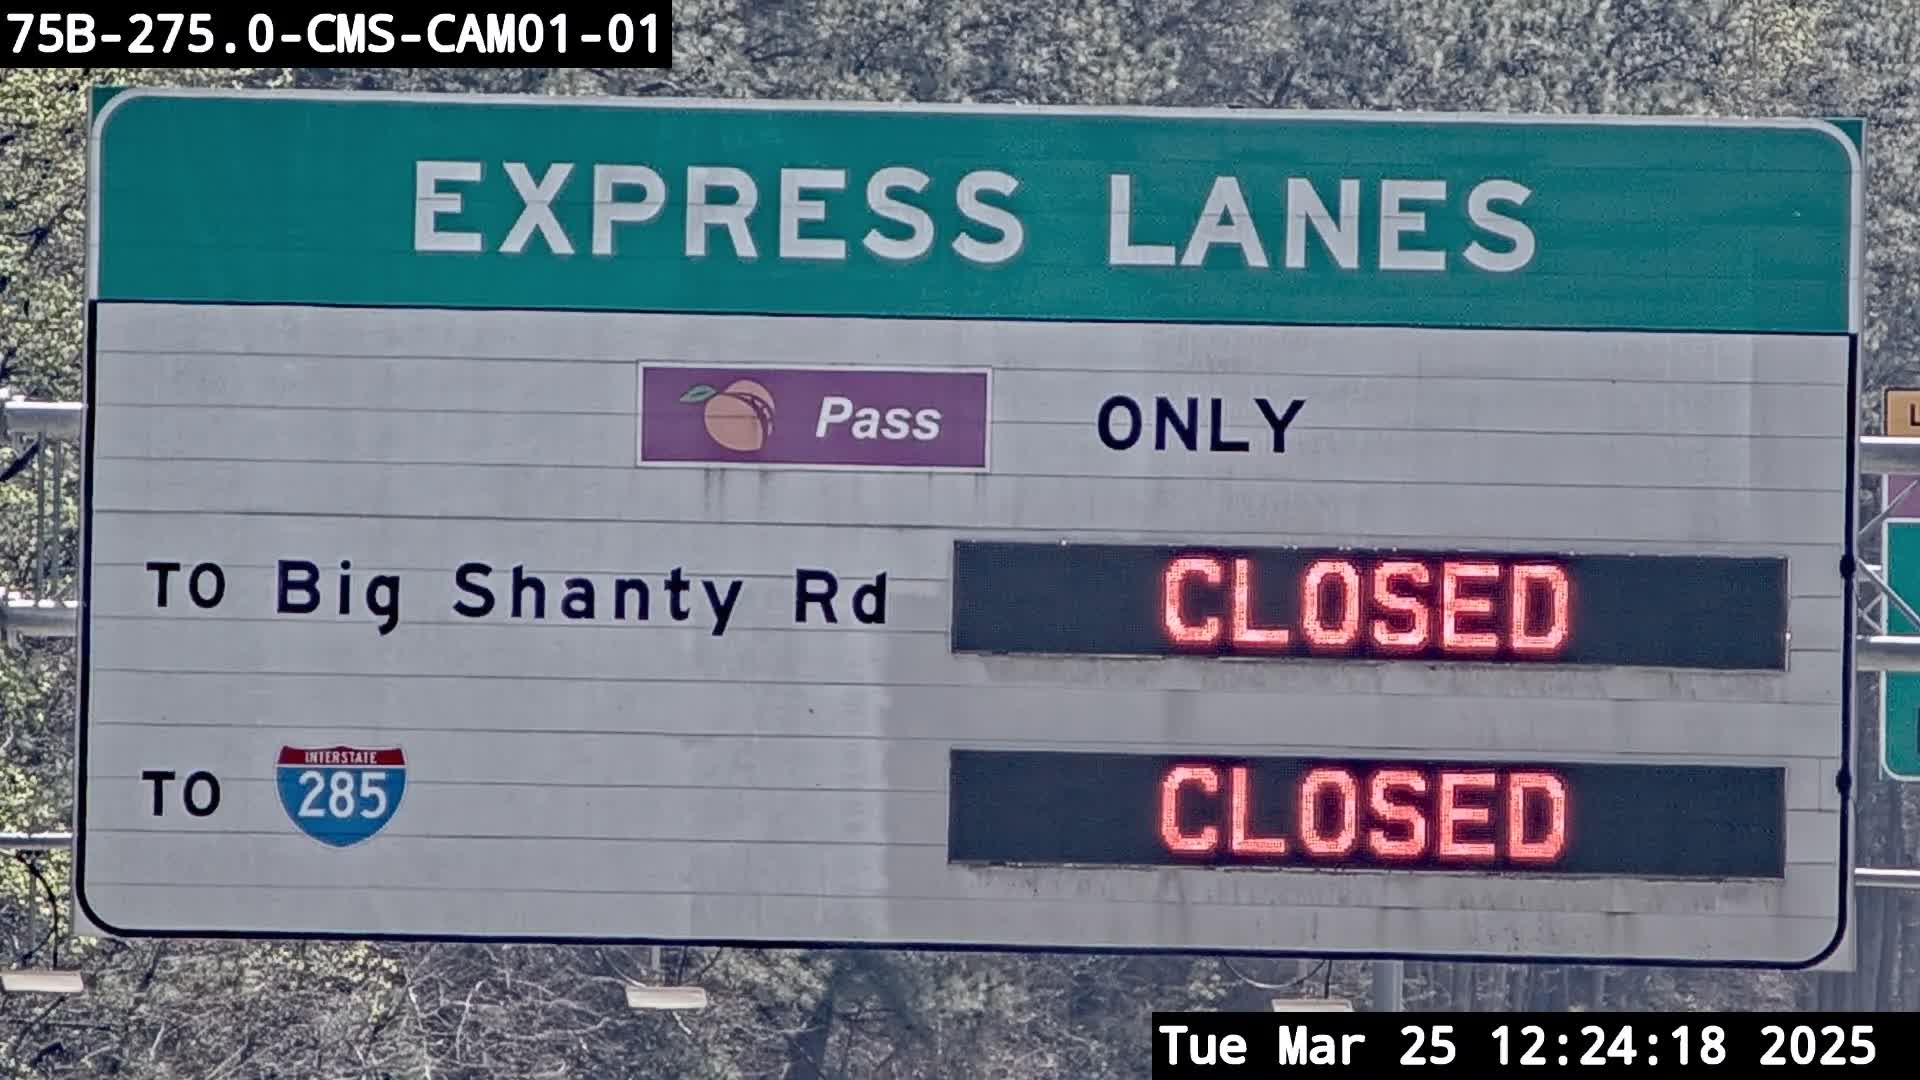 75B-275.0-CMS-CAM01-01
EXPRESS LANES
Pass ONLY
TO Big Shanty Rd CLOSED
TO INTERSTATE 285 CLOSED
Tue Mar 25 12:24:18 2025